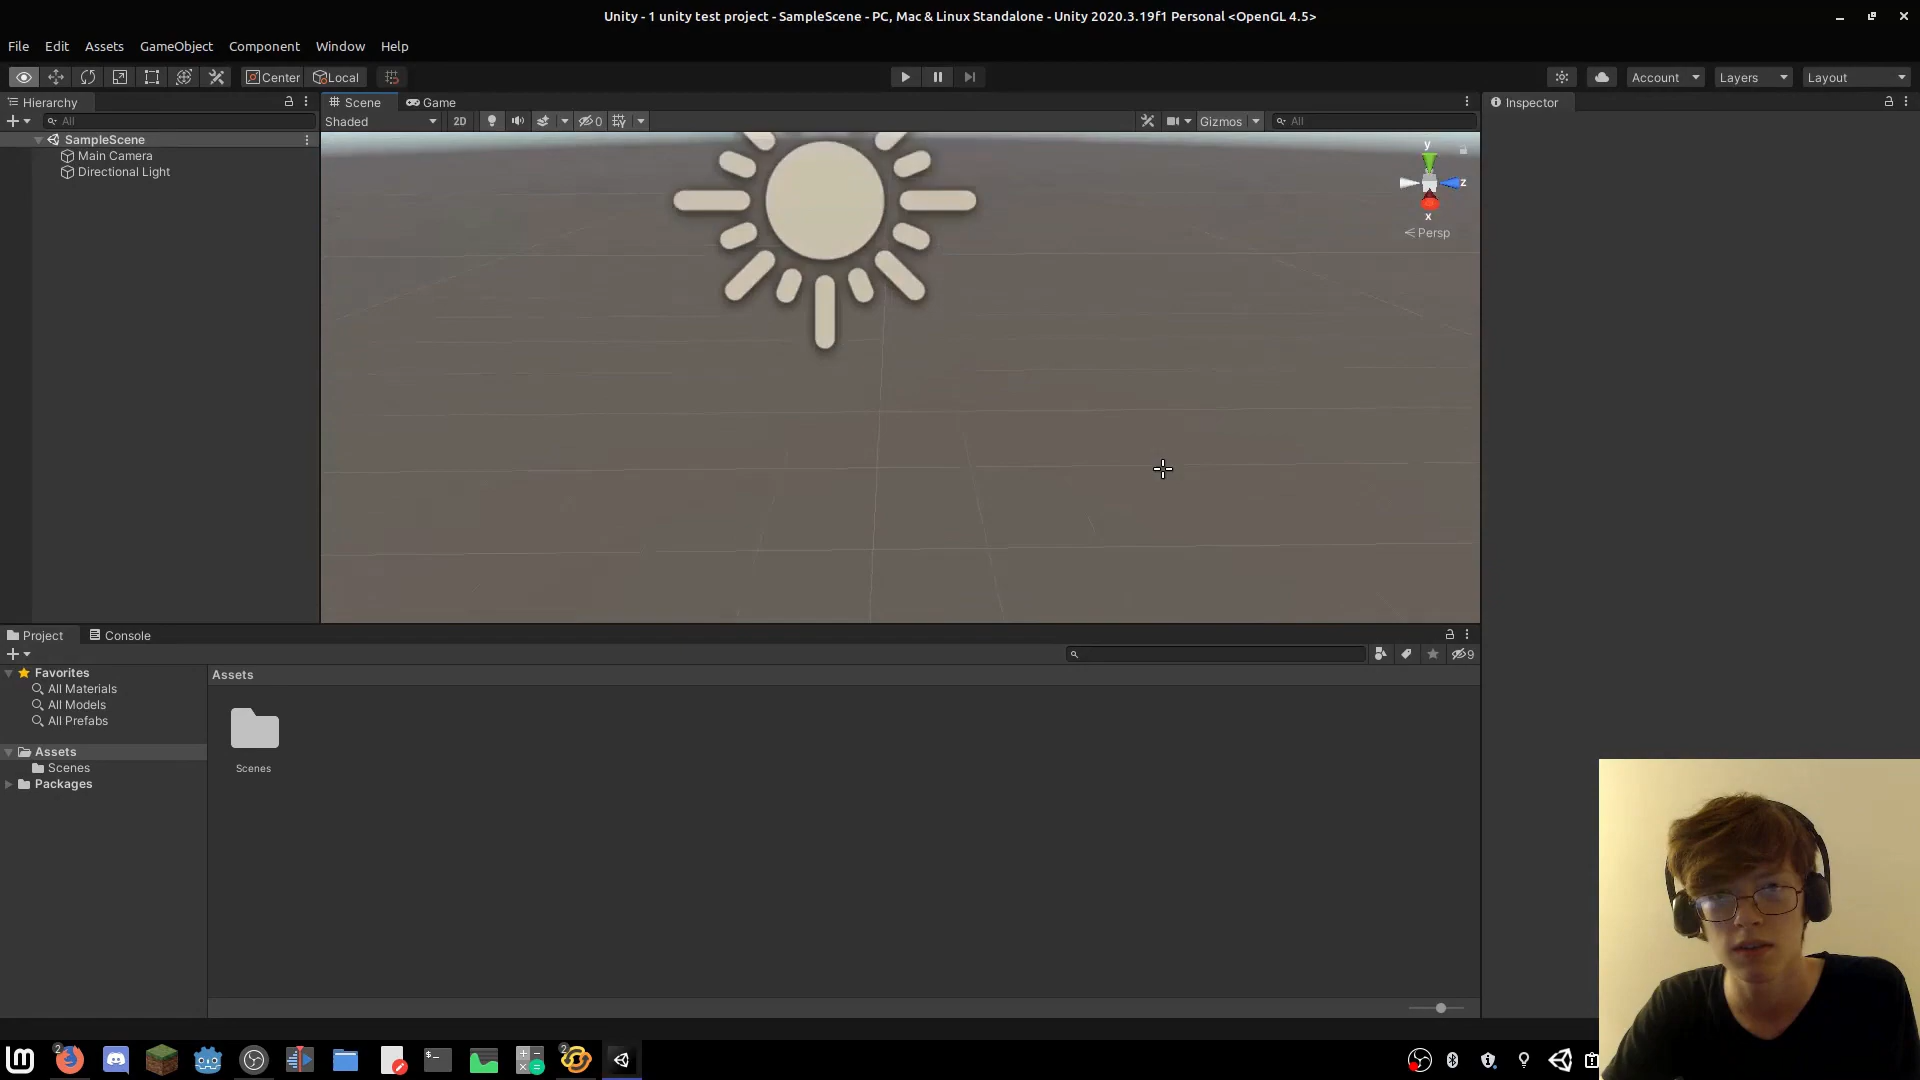 Unity - 1 unity test project - SampleScene - PC, Mac & Linux Standalone - Unity 2020.3.19f1 Personal <OpenGL 4.5>
File Edit Assets GameObject Component Window Help
Center Local Account Layers Layout
Hierarchy Scene Game Inspector
All Shaded 2D 0 Gizmos All
SampleScene
Main Camera
Directional Light
y
z
x
Persp
Project Console
9
Favorites Assets
All Materials
All Models
All Prefabs
Assets
Scenes Scenes
Packages
2 2